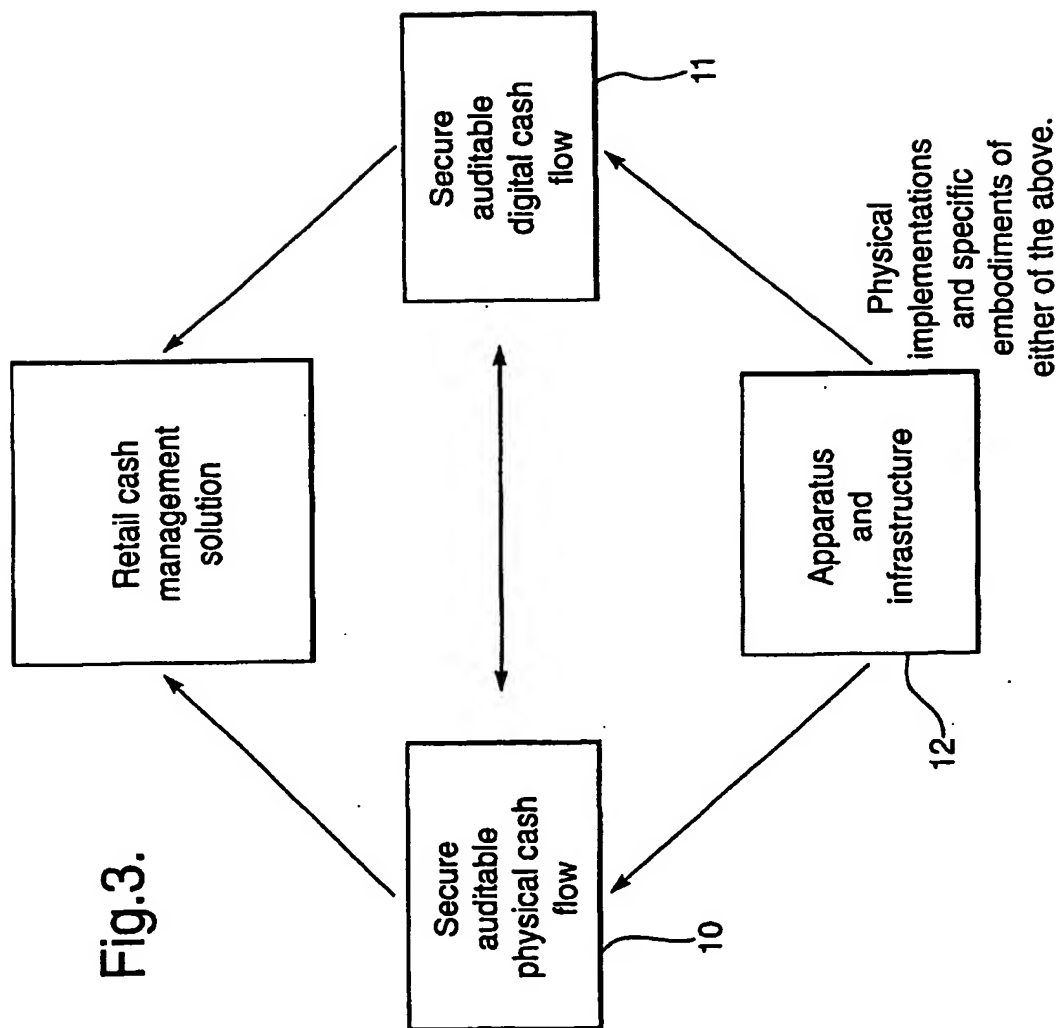 Fig.3.
Retail cash
management
solution
Secure
auditable
physical cash
flow
10
Secure
auditable
digital cash
flow
11
Apparatus
and
infrastructure
12
Physical
implementations
and specific
embodiments of
either of the above.